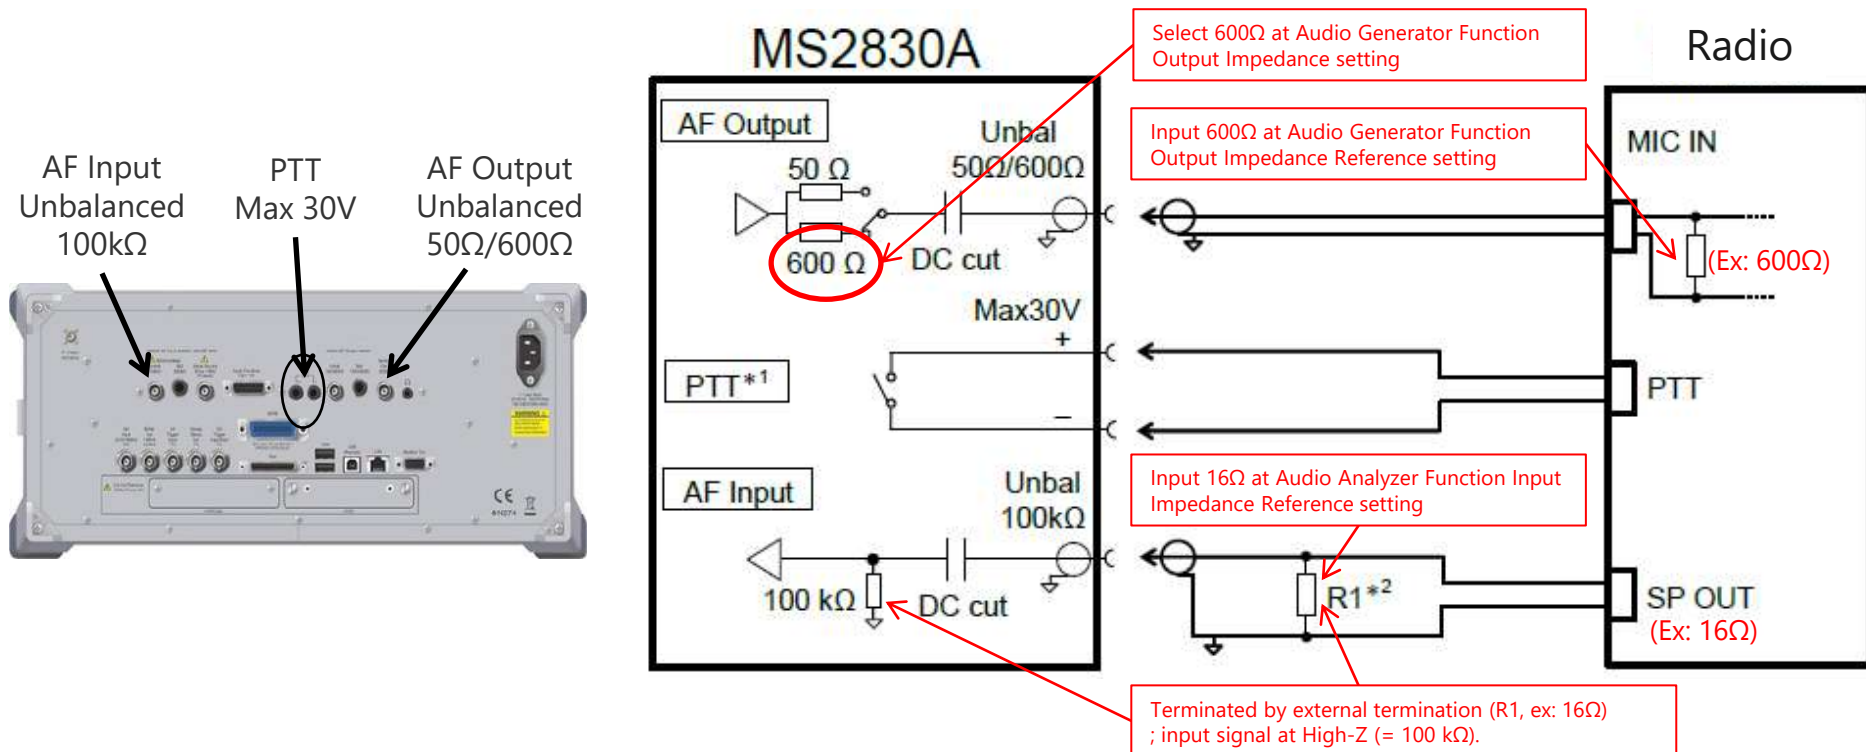 MS2830A
Radio
Select 600Ω at Audio Generator Function
Output Impedance setting
Input 600Ω at Audio Generator Function
Output Impedance Reference setting
AF Input
Unbalanced
100kΩ
PTT
Max 30V
AF Output
Unbalanced
50Ω/600Ω
AF Output
50 Ω
600 Ω
DC cut
Unbal
50Ω/600Ω
MIC IN
(Ex: 600Ω)
Max30V
+
PTT*1
–
PTT
Input 16Ω at Audio Analyzer Function Input
Impedance Reference setting
AF Input
Unbal
100kΩ
100 kΩ
DC cut
R1*2
SP OUT
(Ex: 16Ω)
Terminated by external termination (R1, ex: 16Ω)
; input signal at High-Z (= 100 kΩ).
WARNING
CE